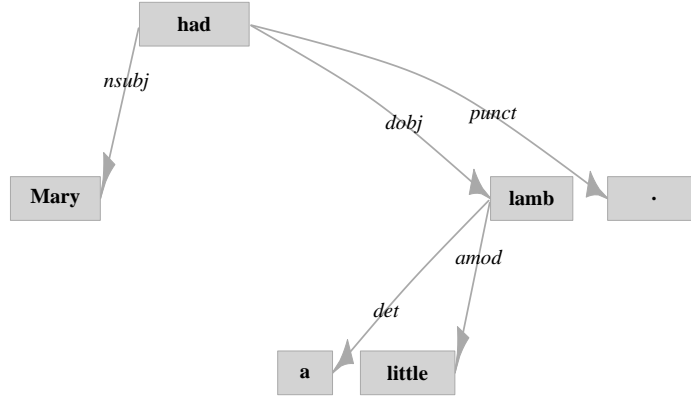 had
nsubj
dobj
punct
Mary
lamb
.
amod
det
a
little